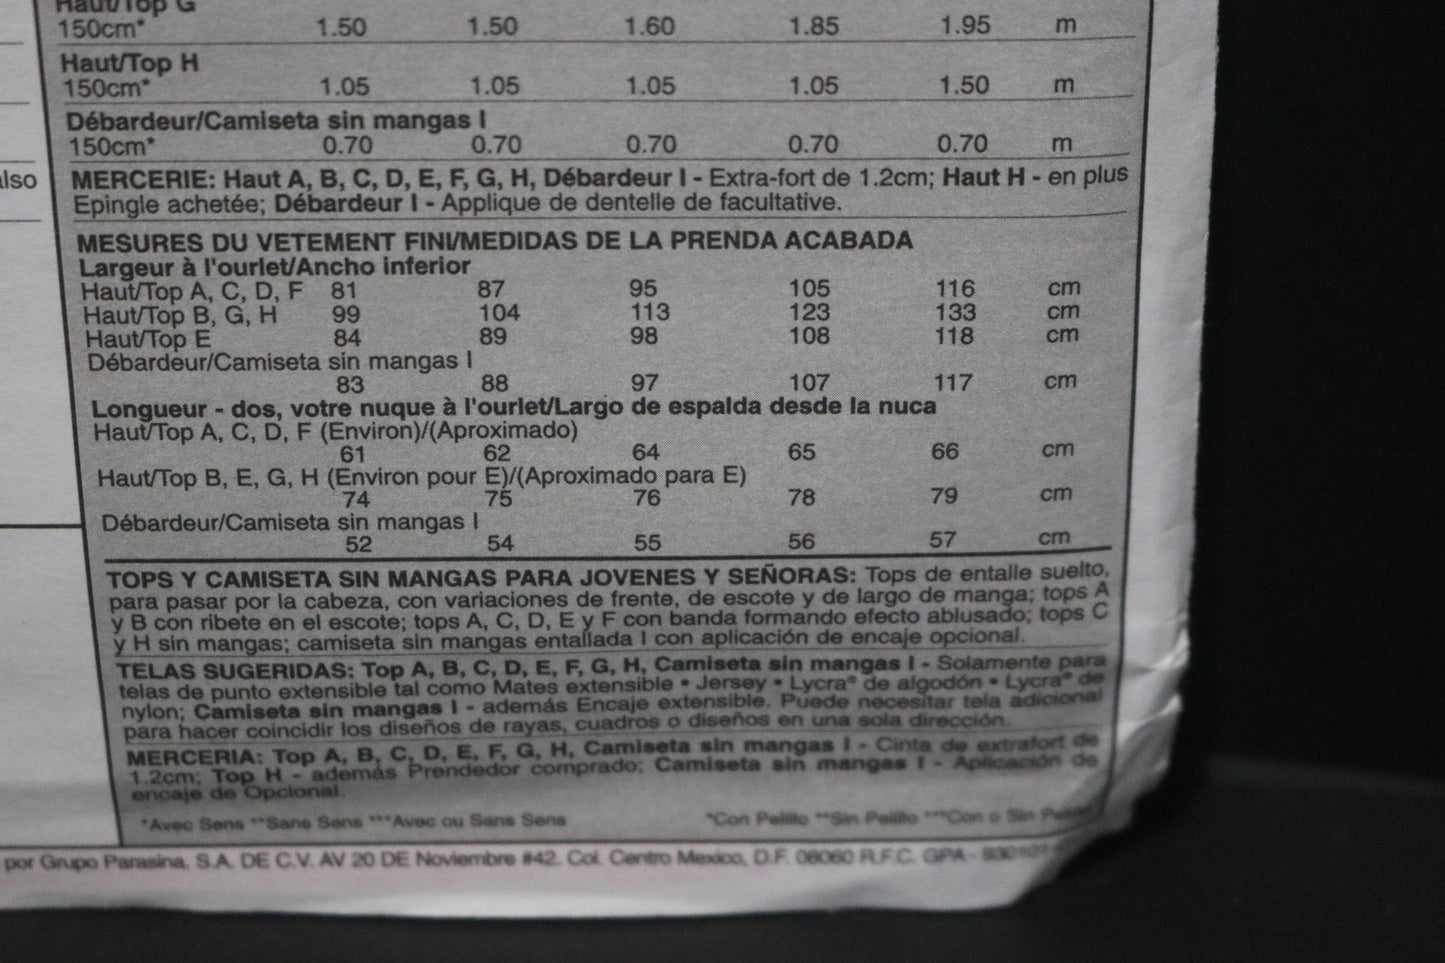 Haut/Top G
150cm* 1.50 1.50 1.60 1.85 1.95 m
Haut/Top H
150cm* 1.05 1.05 1.05 1.05 1.50 m
Débardeur/Camiseta sin mangas I
150cm* 0.70 0.70 0.70 0.70 0.70 m
also
MERCERIE: Haut A, B, C, D, E, F, G, H, Débardeur I - Extra-fort de 1.2cm; Haut H - en plus
Epingle achetée; Débardeur I - Applique de dentelle de facultative.
MESURES DU VETEMENT FINI/MEDIDAS DE LA PRENDA ACABADA
Largeur à l'ourlet/Ancho inferior
Haut/Top A, C, D, F 81 87 95 105 116 cm
Haut/Top B, G, H 99 104 113 123 133 cm
Haut/Top E 84 89 98 108 118 cm
Débardeur/Camiseta sin mangas I
83 88 97 107 117 cm
Longueur - dos, votre nuque à l'ourlet/Largo de espalda desde la nuca
Haut/Top A, C, D, F (Environ)/(Aproximado)
61 62 64 65 66 cm
Haut/Top B, E, G, H (Environ pour E)/(Aproximado para E)
74 75 76 78 79 cm
Débardeur/Camiseta sin mangas I
52 54 55 56 57 cm
TOPS Y CAMISETA SIN MANGAS PARA JOVENES Y SEÑORAS: Tops de entalle suelto,
para pasar por la cabeza, con variaciones de frente, de escote y de largo de manga; tops A
y B con ribete en el escote; tops A, C, D, E y F con banda formando efecto ablusado; tops C
y H sin mangas; camiseta sin mangas entallada I con aplicación de encaje opcional.
TELAS SUGERIDAS: Top A, B, C, D, E, F, G, H, Camiseta sin mangas I - Solamente para
telas de punto extensible tal como Mates extensible • Jersey • Lycra® de algodón • Lycra® de
nylon; Camiseta sin mangas I - además Encaje extensible. Puede necesitar tela adicional
para hacer coincidir los diseños de rayas, cuadros o diseños en una sola dirección.
MERCERIA: Top A, B, C, D, E, F, G, H, Camiseta sin mangas I - Cinta de extrafort de
1.2cm; Top H - además Prendedor comprado; Camiseta sin mangas I - Aplicación de
encaje de Opcional.
*Avec Sens **Sans Sens ***Avec ou Sans Sens *Con Pelillo **Sin Pelillo ***Con o Sin
por Grupo Parasina, S.A. DE C.V. AV 20 DE Noviembre #42. Col. Centro Mexico, D.F. 06060 R.F.C. GPA -